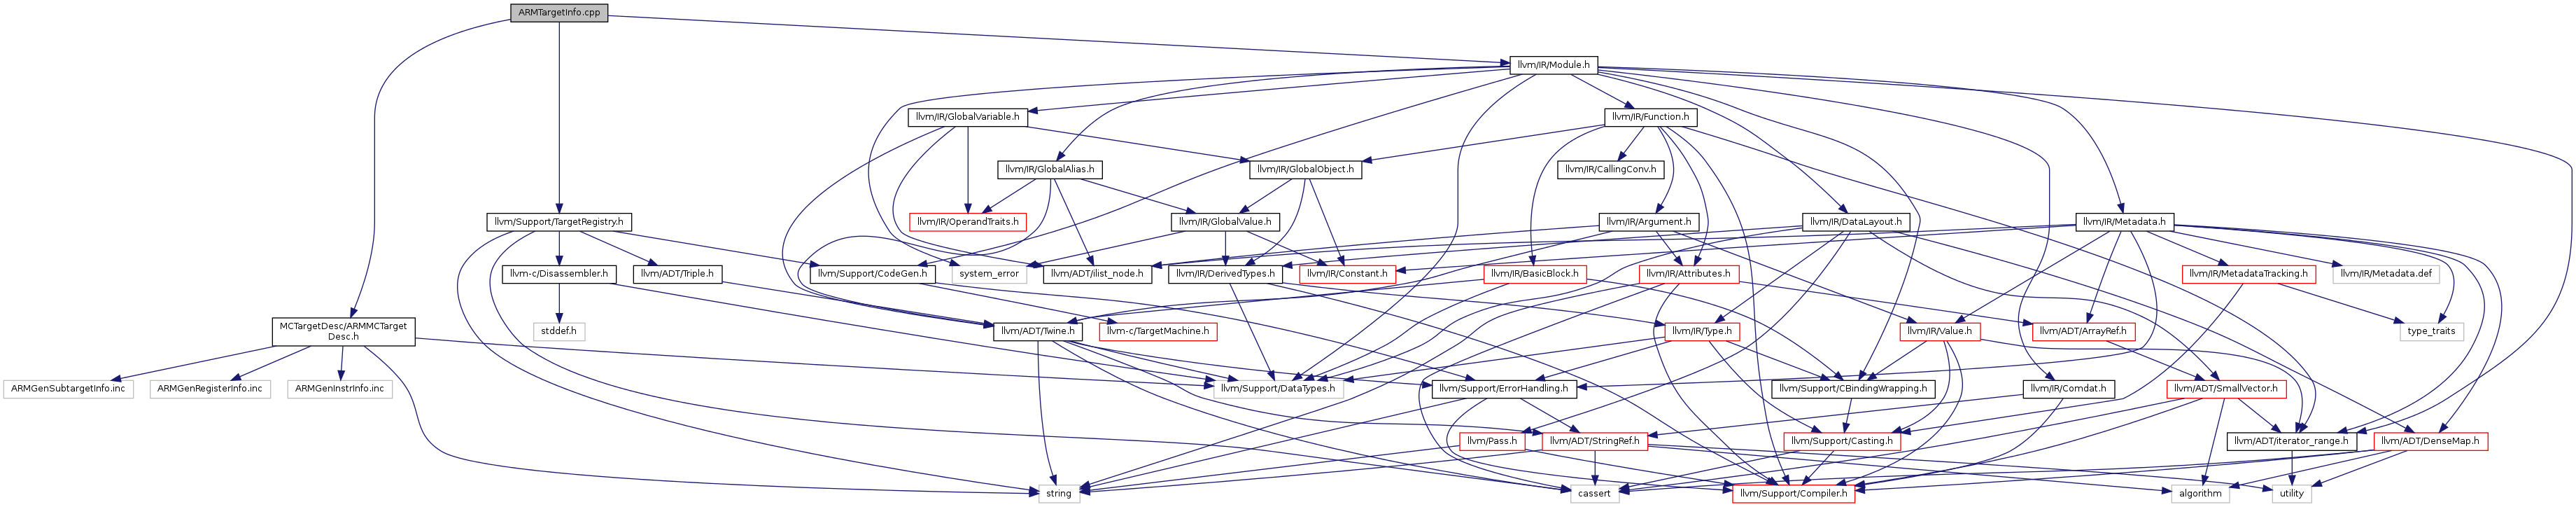 ARMTargetInfo.cpp
llvm/IR/Module.h
llvm/IR/GlobalVariable.h
llvm/IR/Function.h
llvm/IR/GlobalAlias.h
llvm/IR/GlobalObject.h
llvm/IR/CallingConv.h
llvm/Support/TargetRegistry.h
llvm/IR/OperandTraits.h
llvm/IR/GlobalValue.h
llvm/IR/Argument.h
llvm/IR/DataLayout.h
llvm/IR/Metadata.h
llvm-c/Disassembler.h
llvm/ADT/Triple.h
llvm/Support/CodeGen.h
system_error
llvm/ADT/ilist_node.h
llvm/IR/DerivedTypes.h
llvm/IR/Constant.h
llvm/IR/BasicBlock.h
llvm/IR/Attributes.h
llvm/IR/MetadataTracking.h
llvm/IR/Metadata.def
MCTargetDesc/ARMMCTarget
Desc.h
stddef.h
llvm/ADT/Twine.h
llvm-c/TargetMachine.h
llvm/IR/Type.h
llvm/IR/Value.h
llvm/ADT/ArrayRef.h
type_traits
ARMGenSubtargetInfo.inc
ARMGenRegisterInfo.inc
ARMGenInstrInfo.inc
llvm/Support/DataTypes.h
llvm/Support/ErrorHandling.h
llvm/Support/CBindingWrapping.h
llvm/IR/Comdat.h
llvm/ADT/SmallVector.h
llvm/Pass.h
llvm/ADT/StringRef.h
llvm/Support/Casting.h
llvm/ADT/iterator_range.h
llvm/ADT/DenseMap.h
string
cassert
llvm/Support/Compiler.h
algorithm
utility